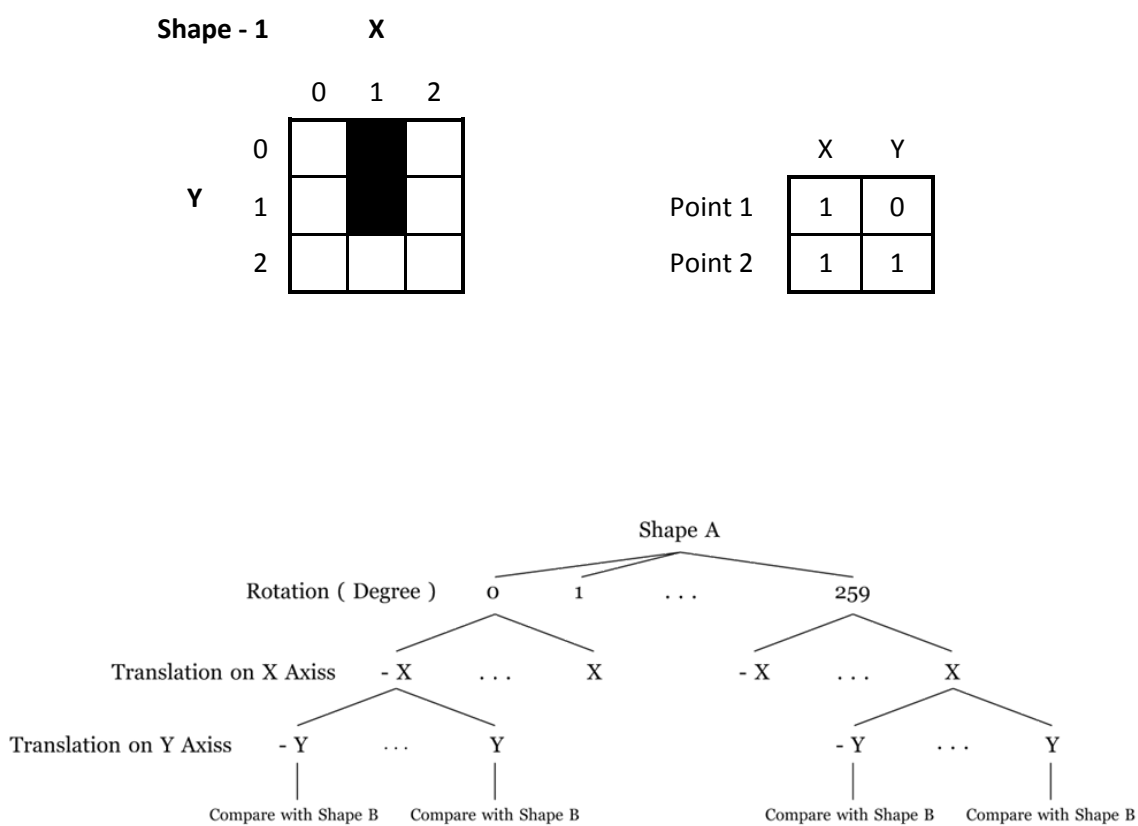 Shape - 1 X
0 1 2
0
Y 1
2
X Y
Point 1 1 0
Point 2 1 1
Shape A
Rotation ( Degree ) 0 1 . . . 259
Translation on X Axiss - X . . . X - X . . . X
Translation on Y Axiss - Y . . . Y - Y . . . Y
Compare with Shape B Compare with Shape B Compare with Shape B Compare with Shape B